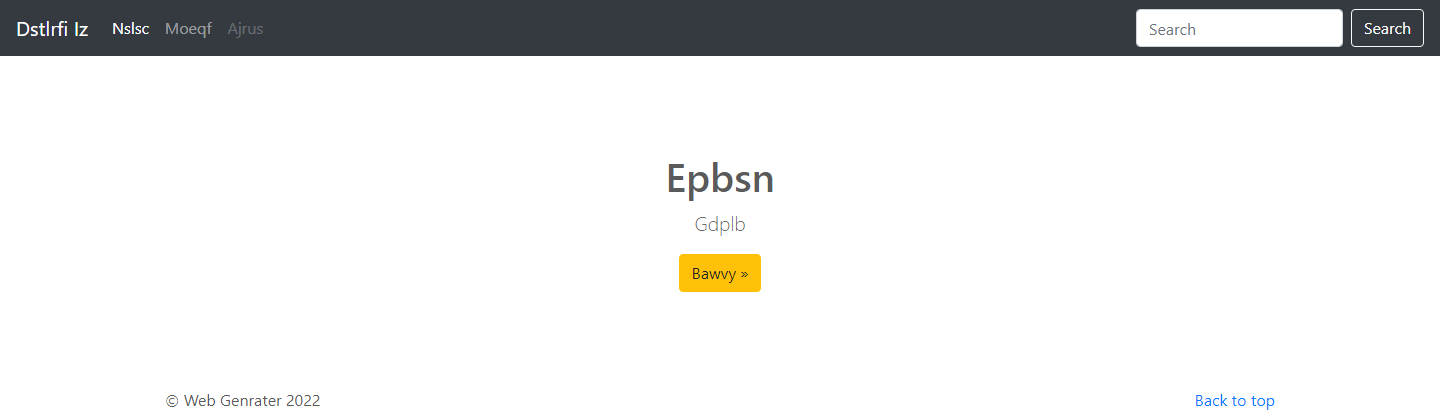 Dstlrfi Iz Nslsc Moeqf Ajrus Search Search
Epbsn
Gdplb
Bawvy »
© Web Genrater 2022 Back to top